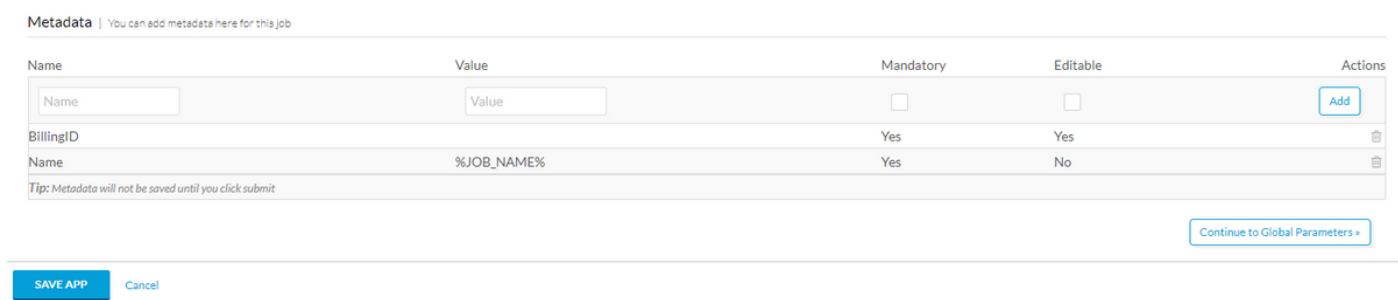 Metadata | You can add metadata here for this job
Name Value Mandatory Editable Actions
Name Value Add
BillingID Yes Yes
Name %JOB_NAME% Yes No
Tip: Metadata will not be saved until you click submit
Continue to Global Parameters »
SAVE APP Cancel